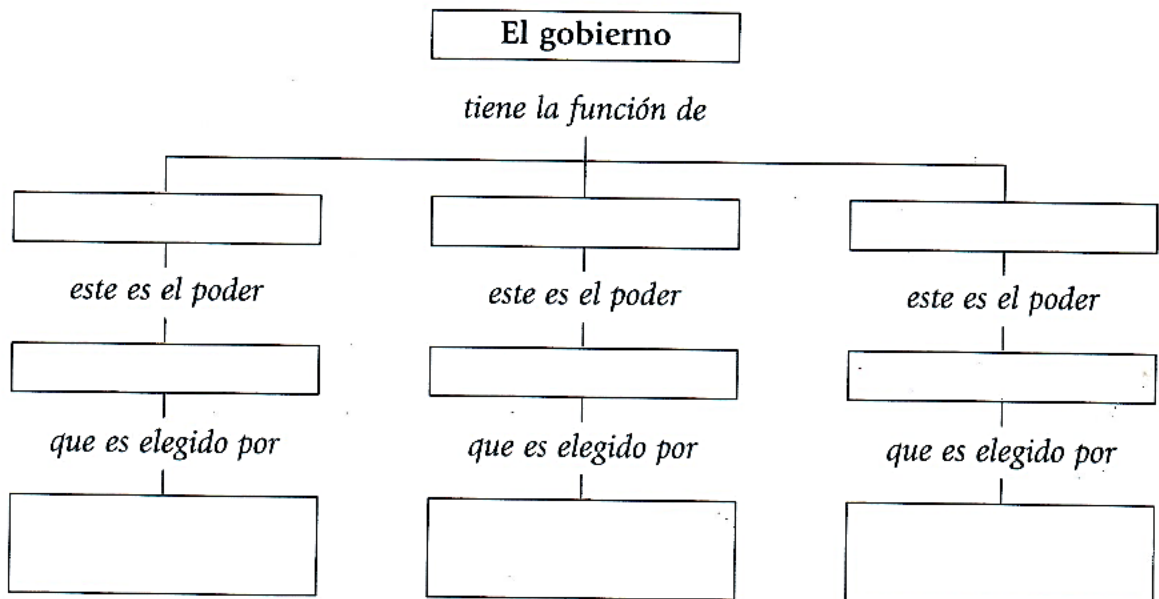 El gobierno
tiene la función de
este es el poder
este es el poder
este es el poder
que es elegido por
que es elegido por
que es elegido por